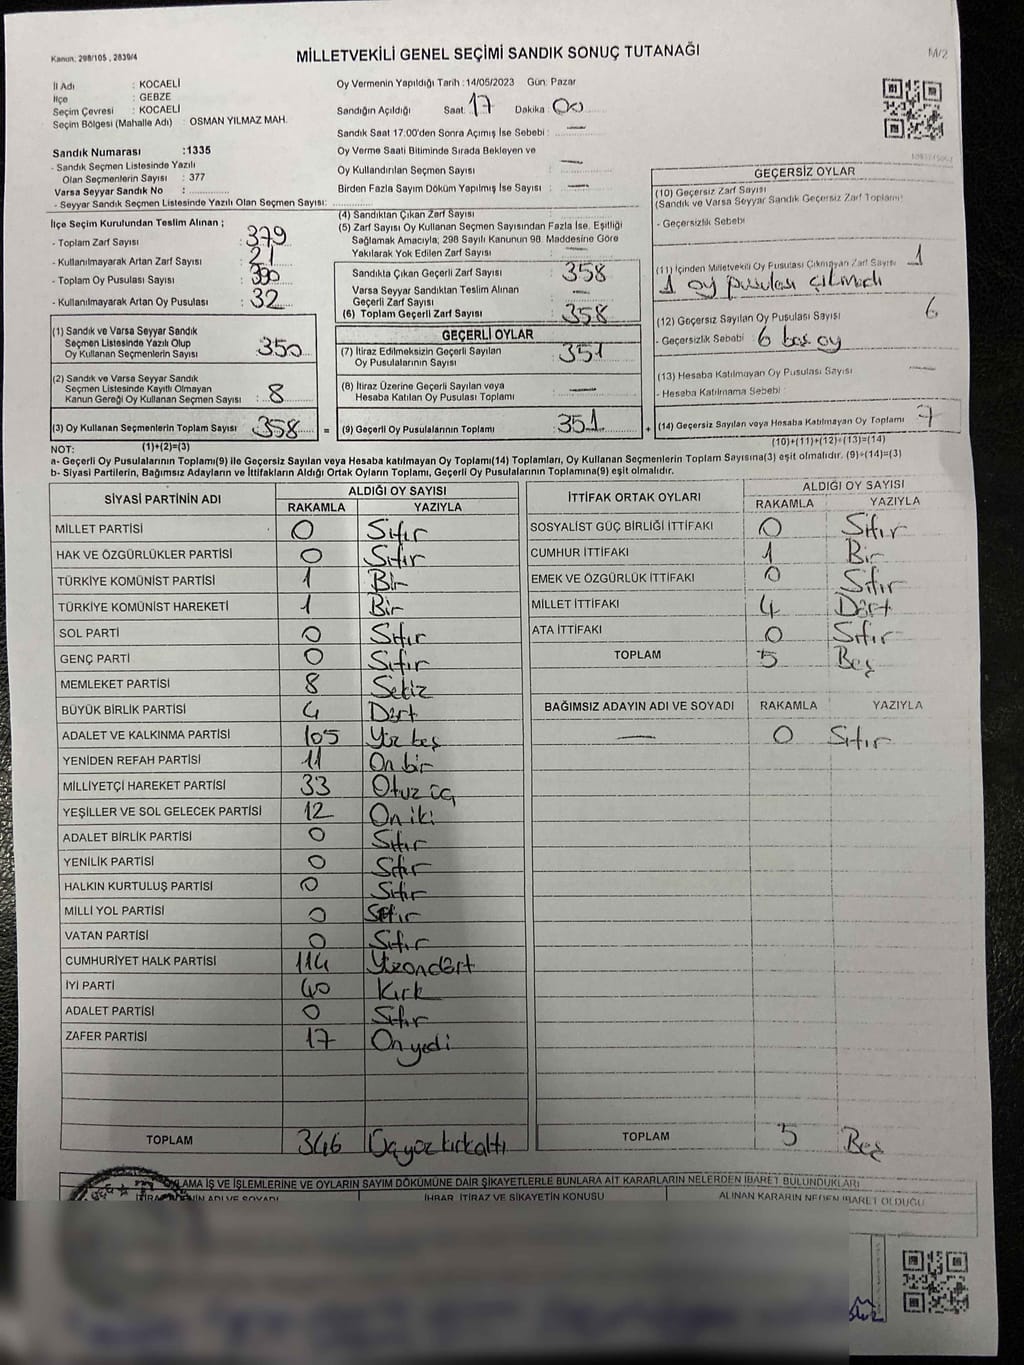 Kanun: 298/105 , 2839/4
MİLLETVEKİLİ GENEL SEÇİMİ SANDIK SONUÇ TUTANAĞI
M/2
İl Adı : KOCAELİ
İlçe : GEBZE
Seçim Çevresi : KOCAELİ
Seçim Bölgesi (Mahalle Adı) : OSMAN YILMAZ MAH.
Sandık Numarası :1335
- Sandık Seçmen Listesinde Yazılı
Olan Seçmenlerin Sayısı : 377
Varsa Seyyar Sandık No :
- Seyyar Sandık Seçmen Listesinde Yazılı Olan Seçmen Sayısı:
Oy Vermenin Yapıldığı Tarih :14/05/2023 Gün: Pazar
Sandığın Açıldığı Saat: 17 Dakika 00
Sandık Saat 17:00'den Sonra Açımış İse Sebebi : —
Oy Verme Saati Bitiminde Sırada Bekleyen ve
Oy Kullandırılan Seçmen Sayısı : —
Birden Fazla Sayım Döküm Yapılmış İse Sayısı : —
İlçe Seçim Kurulundan Teslim Alınan ;
- Toplam Zarf Sayısı : 379
- Kullanılmayarak Artan Zarf Sayısı : 21
- Toplam Oy Pusulası Sayısı : 390
- Kullanılmayarak Artan Oy Pusulası : 32
(1) Sandık ve Varsa Seyyar Sandık
Seçmen Listesinde Yazılı Olup
Oy Kullanan Seçmenlerin Sayısı : 350
(2) Sandık ve Varsa Seyyar Sandık
Seçmen Listesinde Kayıtlı Olmayan
Kanun Gereği Oy Kullanan Seçmen Sayısı : 8
(3) Oy Kullanan Seçmenlerin Toplam Sayısı : 358 =
(4) Sandıktan Çıkan Zarf Sayısı :
(5) Zarf Sayısı Oy Kullanan Seçmen Sayısından Fazla İse, Eşitliği
Sağlamak Amacıyla, 298 Sayılı Kanunun 98. Maddesine Göre
Yakılarak Yok Edilen Zarf Sayısı : —
Sandıkta Çıkan Geçerli Zarf Sayısı : 358
Varsa Seyyar Sandıktan Teslim Alınan
Geçerli Zarf Sayısı : —
(6) Toplam Geçerli Zarf Sayısı : 358
GEÇERLİ OYLAR
(7) İtiraz Edilmeksizin Geçerli Sayılan
Oy Pusulalarının Sayısı : 351
(8) İtiraz Üzerine Geçerli Sayılan veya
Hesaba Katılan Oy Pusulası Toplamı : —
(9) Geçerli Oy Pusulalarının Toplamı : 351 +
GEÇERSİZ OYLAR
(10) Geçersiz Zarf Sayısı
(Sandık ve Varsa Seyyar Sandık Geçersiz Zarf Toplamı)
- Geçersizlik Sebebi
(11) İçinden Milletvekili Oy Pusulası Çıkmayan Zarf Sayısı : 1
1 oy pusulası çıkmadı
(12) Geçersiz Sayılan Oy Pusulası Sayısı : 6
- Geçersizlik Sebabi : 6 boş oy
(13) Hesaba Katılmayan Oy Pusulası Sayısı : —
- Hesaba Katılmama Sebebi :
(14) Geçersiz Sayılan veya Hesaba Katılmayan Oy Toplamı 7
NOT: (1)+(2)=(3)
(10)+(11)+(12)+(13)=(14)
a- Geçerli Oy Pusulalarının Toplamı(9) ile Geçersiz Sayılan veya Hesaba Katılmayan Oy Toplamı(14) Toplamları, Oy Kullanan Seçmenlerin Toplam Sayısına(3) eşit olmalıdır. (9)+(14)=(3)
b- Siyasi Partilerin, Bağımsız Adayların ve İttifakların Aldığı Ortak Oyların Toplamı, Geçerli Oy Pusulalarının Toplamına(9) eşit olmalıdır.
SİYASİ PARTİNİN ADI ALDIĞI OY SAYISI
RAKAMLA YAZIYLA
MİLLET PARTİSİ 0 Sıfır
HAK VE ÖZGÜRLÜKLER PARTİSİ 0 Sıfır
TÜRKİYE KOMÜNİST PARTİSİ 1 Bir
TÜRKİYE KOMÜNİST HAREKETİ 1 Bir
SOL PARTİ 0 Sıfır
GENÇ PARTİ 0 Sıfır
MEMLEKET PARTİSİ 8 Sekiz
BÜYÜK BİRLİK PARTİSİ 4 Dört
ADALET VE KALKINMA PARTİSİ 105 Yüz beş
YENİDEN REFAH PARTİSİ 11 On bir
MİLLİYETÇİ HAREKET PARTİSİ 33 Otuz üç
YEŞİLLER VE SOL GELECEK PARTİSİ 12 On iki
ADALET BİRLİK PARTİSİ 0 Sıfır
YENİLİK PARTİSİ 0 Sıfır
HALKIN KURTULUŞ PARTİSİ 0 Sıfır
MİLLİ YOL PARTİSİ 0 Sıfır
VATAN PARTİSİ 0 Sıfır
CUMHURİYET HALK PARTİSİ 114 Yüzondört
İYİ PARTİ 40 Kırk
ADALET PARTİSİ 0 Sıfır
ZAFER PARTİSİ 17 Onyedi
TOPLAM 346 Üçyüz kırkaltı
İTTİFAK ORTAK OYLARI ALDIĞI OY SAYISI
RAKAMLA YAZIYLA
SOSYALİST GÜÇ BİRLİĞİ İTTİFAKI 0 Sıfır
CUMHUR İTTİFAKI 1 Bir
EMEK VE ÖZGÜRLÜK İTTİFAKI 0 Sıfır
MİLLET İTTİFAKI 4 Dört
ATA İTTİFAKI 0 Sıfır
TOPLAM 5 Beş
BAĞIMSIZ ADAYIN ADI VE SOYADI RAKAMLA YAZIYLA
— 0 Sıfır
TOPLAM 5 Beş
LAMA İŞ VE İŞLEMLERİNE VE OYLARIN SAYIM DÖKÜMÜNE DAİR ŞİKAYETLERLE BUNLARA AİT KARARLARIN NELERDEN İBARET BULUNDUKLARI
ADI VE SOYADI İHBAR, İTİRAZ VE ŞİKAYETİN KONUSU ALINAN KARARIN NEDEN İBARET OLDUĞU